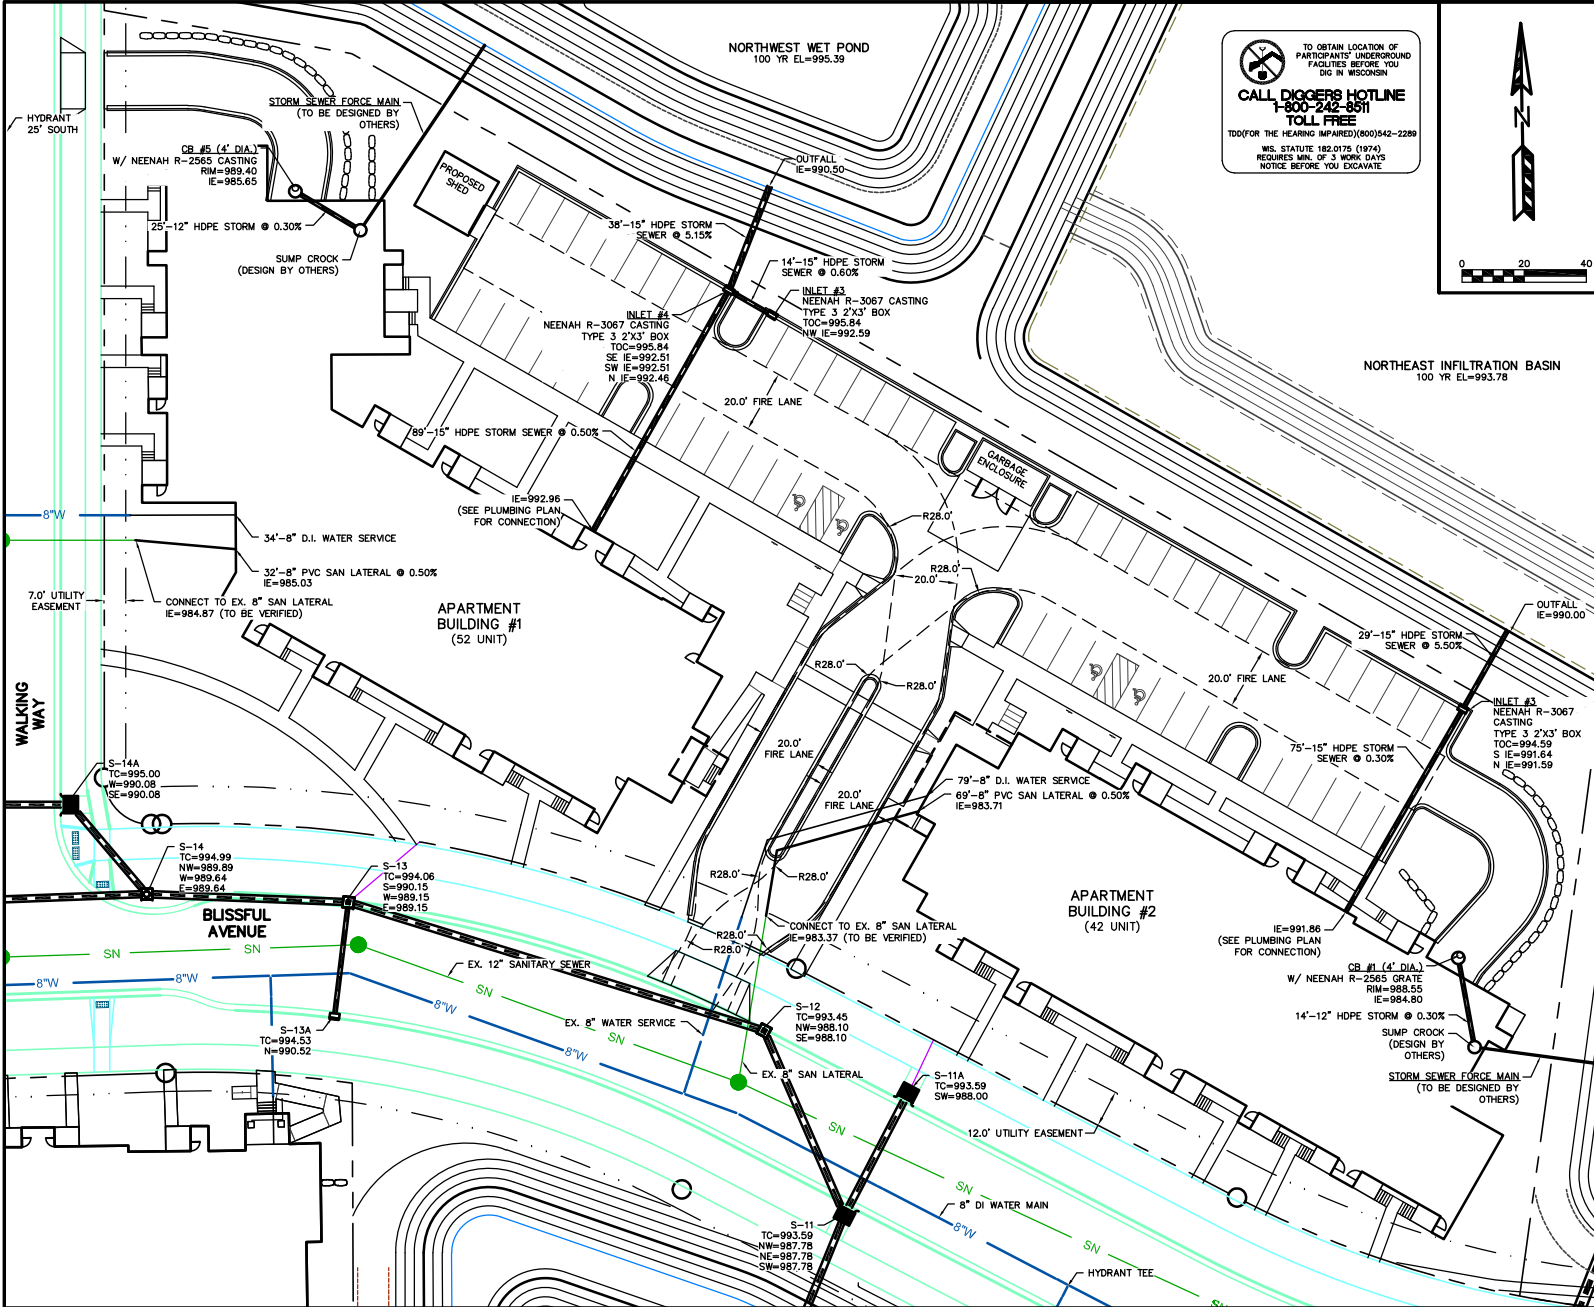 NORTHWEST WET POND
100 YR EL=995.39
TO OBTAIN LOCATION OF
PARTICIPANTS' UNDERGROUND
FACILITIES BEFORE YOU
DIG IN WISCONSIN
CALL DIGGERS HOTLINE
1-800-242-8511
TOLL FREE
TDD(FOR THE HEARING IMPAIRED)(800)542-2289
WIS. STATUTE 182.0175 (1974)
REQUIRES MIN. OF 3 WORK DAYS
NOTICE BEFORE YOU EXCAVATE
N
0 20 40
HYDRANT
25' SOUTH
STORM SEWER FORCE MAIN
(TO BE DESIGNED BY
OTHERS)
CB #5 (4' DIA.)
W/ NEENAH R-2565 CASTING
RIM=989.40
IE=985.65
25'-12" HDPE STORM @ 0.30%
SUMP CROCK
(DESIGN BY OTHERS)
PROPOSED
SHED
OUTFALL
IE=990.50
38'-15" HDPE STORM
SEWER @ 5.15%
14'-15" HDPE STORM
SEWER @ 0.60%
INLET #3
NEENAH R-3067 CASTING
TYPE 3 2'X3' BOX
TOC=995.84
NW IE=992.59
INLET #4
NEENAH R-3067 CASTING
TYPE 3 2'X3' BOX
TOC=995.84
SE IE=992.51
SW IE=992.51
N IE=992.46
NORTHEAST INFILTRATION BASIN
100 YR EL=993.78
20.0' FIRE LANE
89'-15" HDPE STORM SEWER @ 0.50%
GARBAGE
ENCLOSURE
IE=992.96
(SEE PLUMBING PLAN
FOR CONNECTION)
R28.0'
8"W
34'-8" D.I. WATER SERVICE
32'-8" PVC SAN LATERAL @ 0.50%
IE=985.03
7.0' UTILITY
EASEMENT
CONNECT TO EX. 8" SAN LATERAL
IE=984.87 (TO BE VERIFIED)
R28.0'
20.0'
APARTMENT
BUILDING #1
(52 UNIT)
OUTFALL
IE=990.00
29'-15" HDPE STORM
SEWER @ 5.50%
R28.0'
R28.0'
20.0' FIRE LANE
WALKING
WAY
INLET #3
NEENAH R-3067
CASTING
TYPE 3 2'X3' BOX
TOC=994.59
S IE=991.64
N IE=991.59
20.0'
FIRE LANE
75'-15" HDPE STORM
SEWER @ 0.30%
S-14A
TC=995.00
W=990.08
SE=990.08
79'-8" D.I. WATER SERVICE
69'-8" PVC SAN LATERAL @ 0.50%
IE=983.71
20.0'
FIRE LANE
S-14
TC=994.99
NW=989.89
W=989.64
E=989.64
S-13
TC=994.06
S=990.15
W=989.15
E=989.15
R28.0'
R28.0'
APARTMENT
BUILDING #2
(42 UNIT)
BLISSFUL
AVENUE
CONNECT TO EX. 8" SAN LATERAL
IE=983.37 (TO BE VERIFIED)
R28.0'
R28.0'
IE=991.86
(SEE PLUMBING PLAN
FOR CONNECTION)
SN
SN
EX. 12" SANITARY SEWER
CB #1 (4' DIA.)
W/ NEENAH R-2565 GRATE
RIM=988.55
IE=984.80
8"W
8"W
SN
8"W
14'-12" HDPE STORM @ 0.30%
S-13A
TC=994.53
N=990.52
EX. 8" WATER SERVICE
S-12
TC=993.45
NW=988.10
SE=988.10
SUMP CROCK
(DESIGN BY
OTHERS)
SN
8"W
EX. 8" SAN LATERAL
S-11A
TC=993.59
SW=988.00
STORM SEWER FORCE MAIN
(TO BE DESIGNED BY
OTHERS)
SN
12.0' UTILITY EASEMENT
SN
8" DI WATER MAIN
8"W
S-11
TC=993.59
NW=987.78
NE=987.78
SW=987.78
SN
HYDRANT TEE
SN